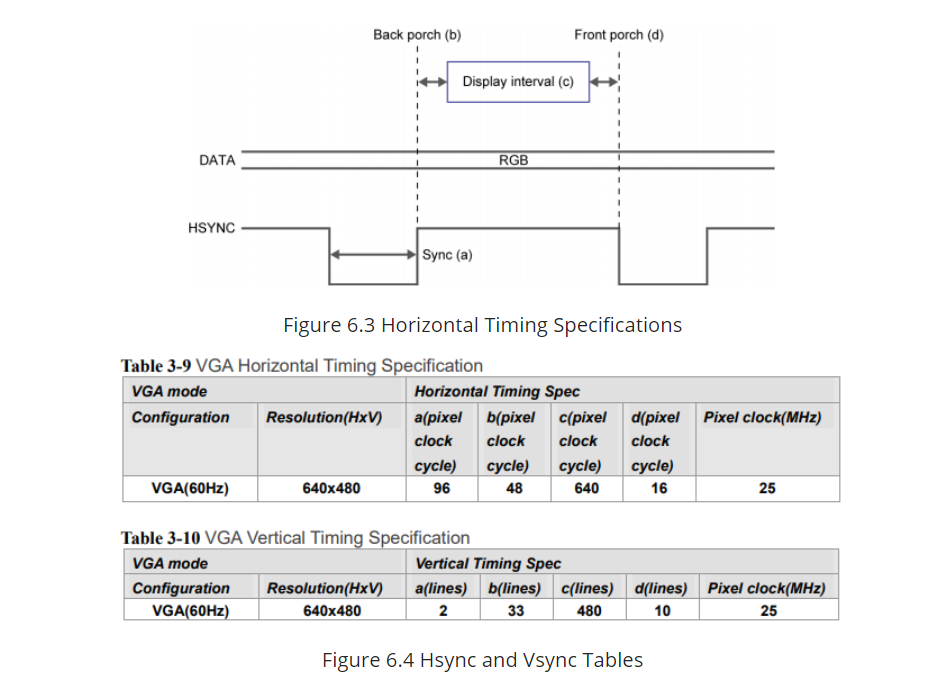 Back porch (b) Front porch (d)
Display interval (c)
DATA RGB
HSYNC
Sync (a)
Figure 6.3 Horizontal Timing Specifications
Table 3-9 VGA Horizontal Timing Specification
VGA mode Horizontal Timing Spec
Configuration Resolution(HxV) a(pixel clock cycle) b(pixel clock cycle) c(pixel clock cycle) d(pixel clock cycle) Pixel clock(MHz)
VGA(60Hz) 640x480 96 48 640 16 25
Table 3-10 VGA Vertical Timing Specification
VGA mode Vertical Timing Spec
Configuration Resolution(HxV) a(lines) b(lines) c(lines) d(lines) Pixel clock(MHz)
VGA(60Hz) 640x480 2 33 480 10 25
Figure 6.4 Hsync and Vsync Tables